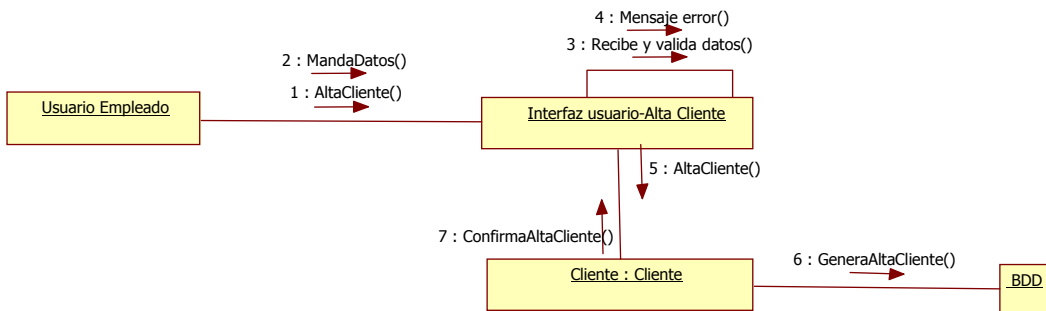 4 : Mensaje error()
3 : Recibe y valida datos()
2 : MandaDatos()
1 : AltaCliente()
Usuario Empleado
Interfaz usuario-Alta Cliente
5 : AltaCliente()
7 : ConfirmaAltaCliente()
6 : GeneraAltaCliente()
Cliente : Cliente
BDD